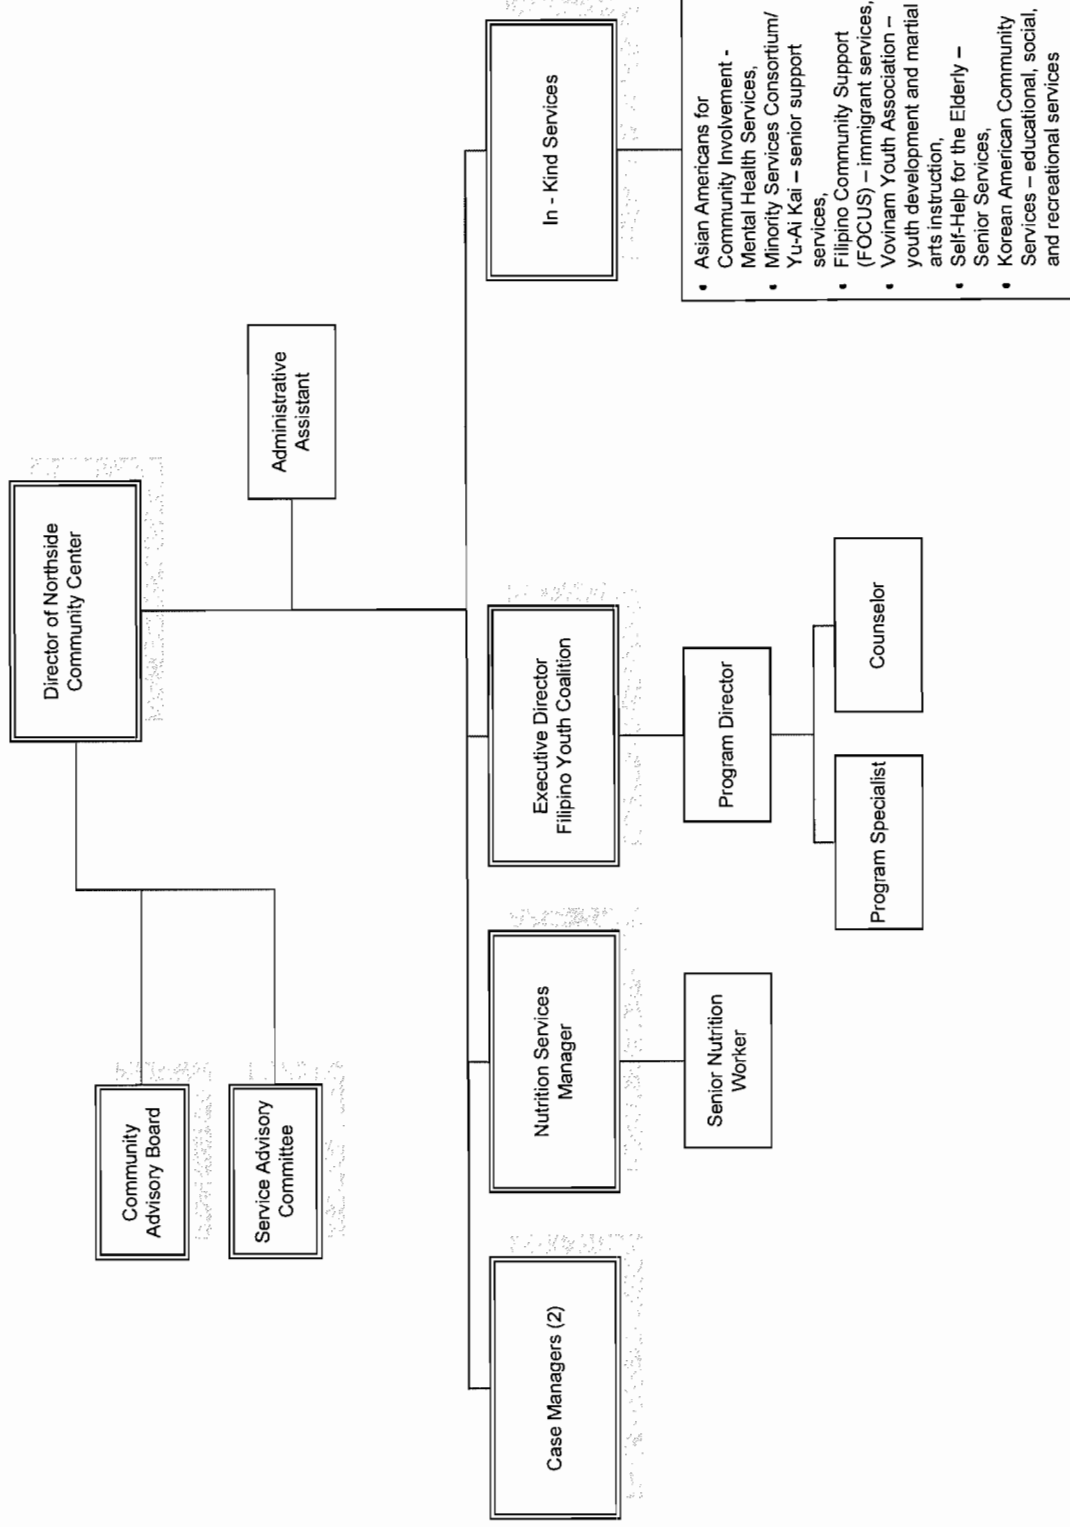 Director of Northside
Community Center
Community
Advisory Board
Service Advisory
Committee
Administrative
Assistant
Case Managers (2)
Nutrition Services
Manager
Executive Director
Filipino Youth Coalition
In - Kind Services
Senior Nutrition
Worker
Program Director
Program Specialist
Counselor
• Asian Americans for
Community Involvement -
Mental Health Services,
• Minority Services Consortium/
Yu-Ai Kai – senior support
services,
• Filipino Community Support
(FOCUS) – immigrant services,
• Vovinam Youth Association –
youth development and martial
arts instruction,
• Self-Help for the Elderly –
Senior Services,
• Korean American Community
Services – educational, social,
and recreational services